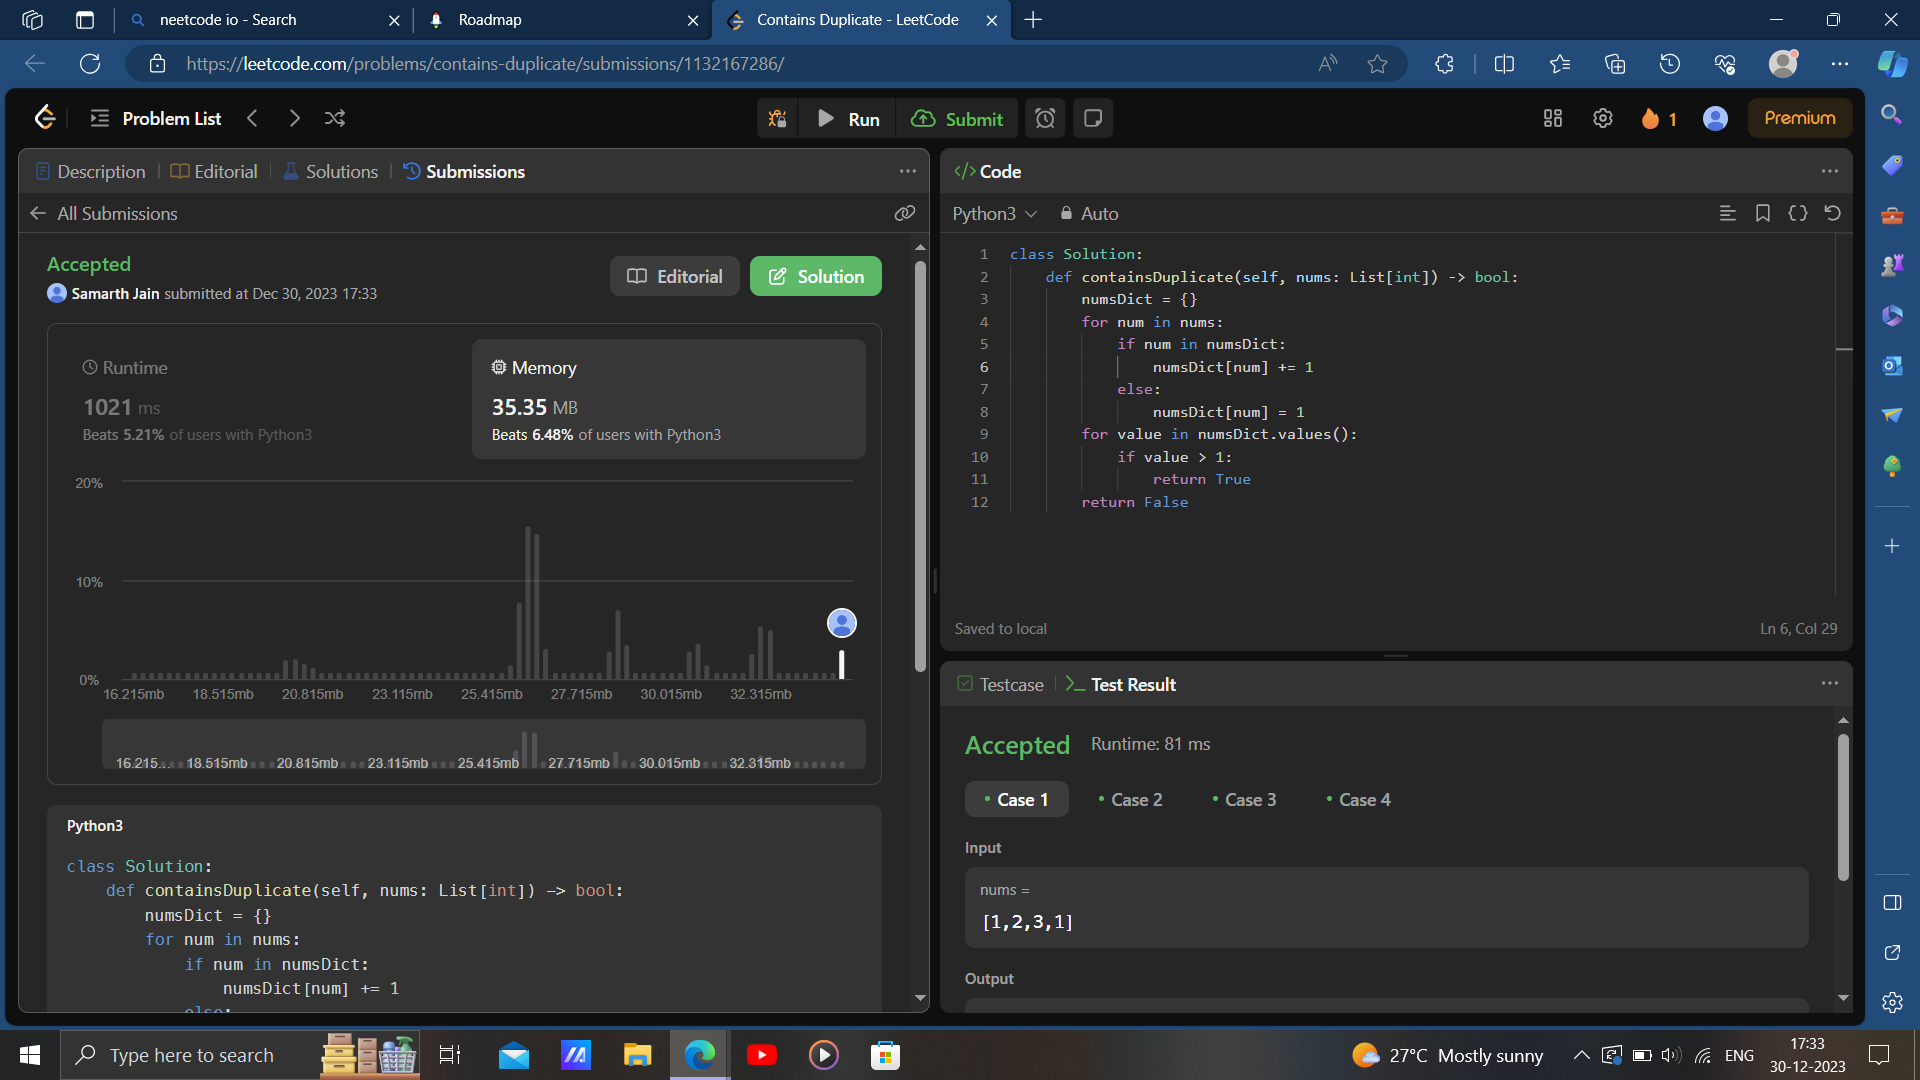 neetcode io - Search
Roadmap
Contains Duplicate - LeetCode
https://leetcode.com/problems/contains-duplicate/submissions/1132167286/
Problem List
Run
Submit
1
Premium
Description
Editorial
Solutions
Submissions
All Submissions
Accepted
Samarth Jain submitted at Dec 30, 2023 17:33
Editorial
Solution
Runtime
1021 ms
Beats 5.21% of users with Python3
Memory
35.35 MB
Beats 6.48% of users with Python3
20%
10%
0%
16.215mb 18.515mb 20.815mb 23.115mb 25.415mb 27.715mb 30.015mb 32.315mb
16.215... 18.515mb 20.815mb 23.115mb 25.415mb 27.715mb 30.015mb 32.315mb
Python3
class Solution:
    def containsDuplicate(self, nums: List[int]) -> bool:
        numsDict = {}
        for num in nums:
            if num in numsDict:
                numsDict[num] += 1
            else:
</> Code
Python3 Auto
1 class Solution:
2     def containsDuplicate(self, nums: List[int]) -> bool:
3         numsDict = {}
4         for num in nums:
5             if num in numsDict:
6                 numsDict[num] += 1
7             else:
8                 numsDict[num] = 1
9         for value in numsDict.values():
10             if value > 1:
11                 return True
12         return False
Saved to local
Ln 6, Col 29
Testcase
Test Result
Accepted Runtime: 81 ms
Case 1 Case 2 Case 3 Case 4
Input
nums =
[1,2,3,1]
Output
Type here to search
27°C Mostly sunny
ENG
17:33
30-12-2023